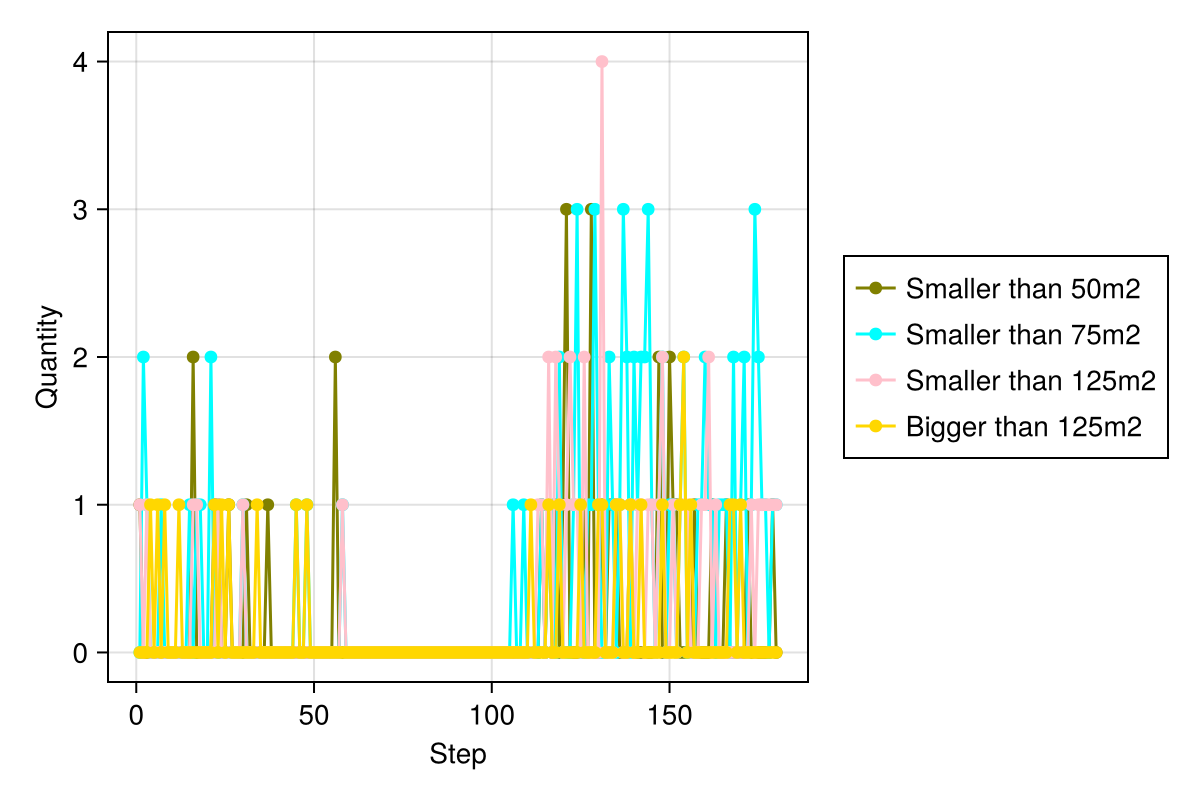 4
3
2
1
0
Quantity
0 50 100 150
Step
Smaller than 50m2
Smaller than 75m2
Smaller than 125m2
Bigger than 125m2